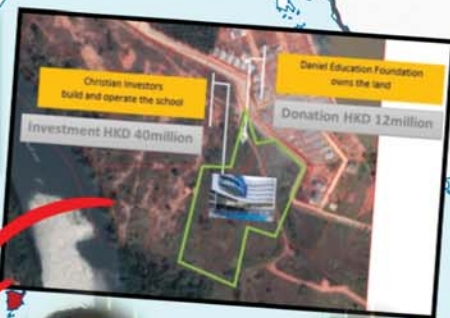 Christian Investors
build and operate the school
Investment HKD 40million
Daniel Education Foundation
owns the land
Donation HKD 12million